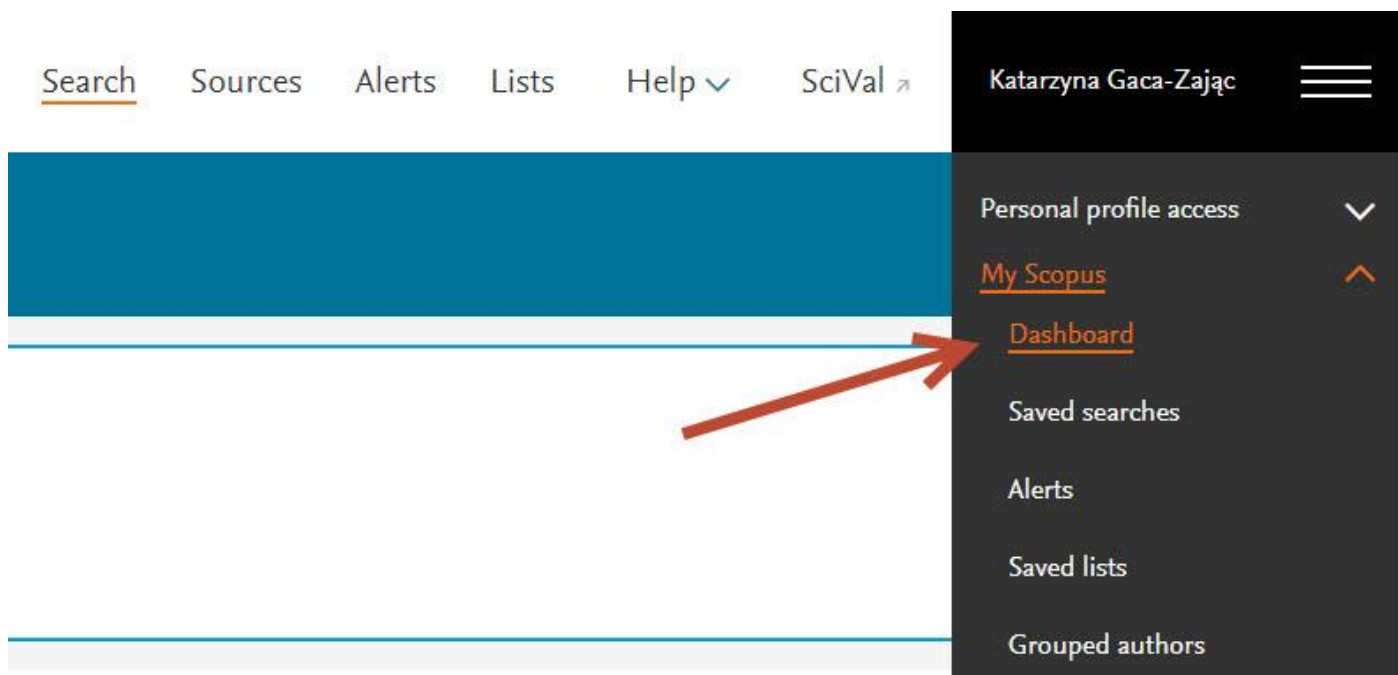 Search Sources Alerts Lists Help SciVal Katarzyna Gaca-Zając
Personal profile access
My Scopus
Dashboard
Saved searches
Alerts
Saved lists
Grouped authors